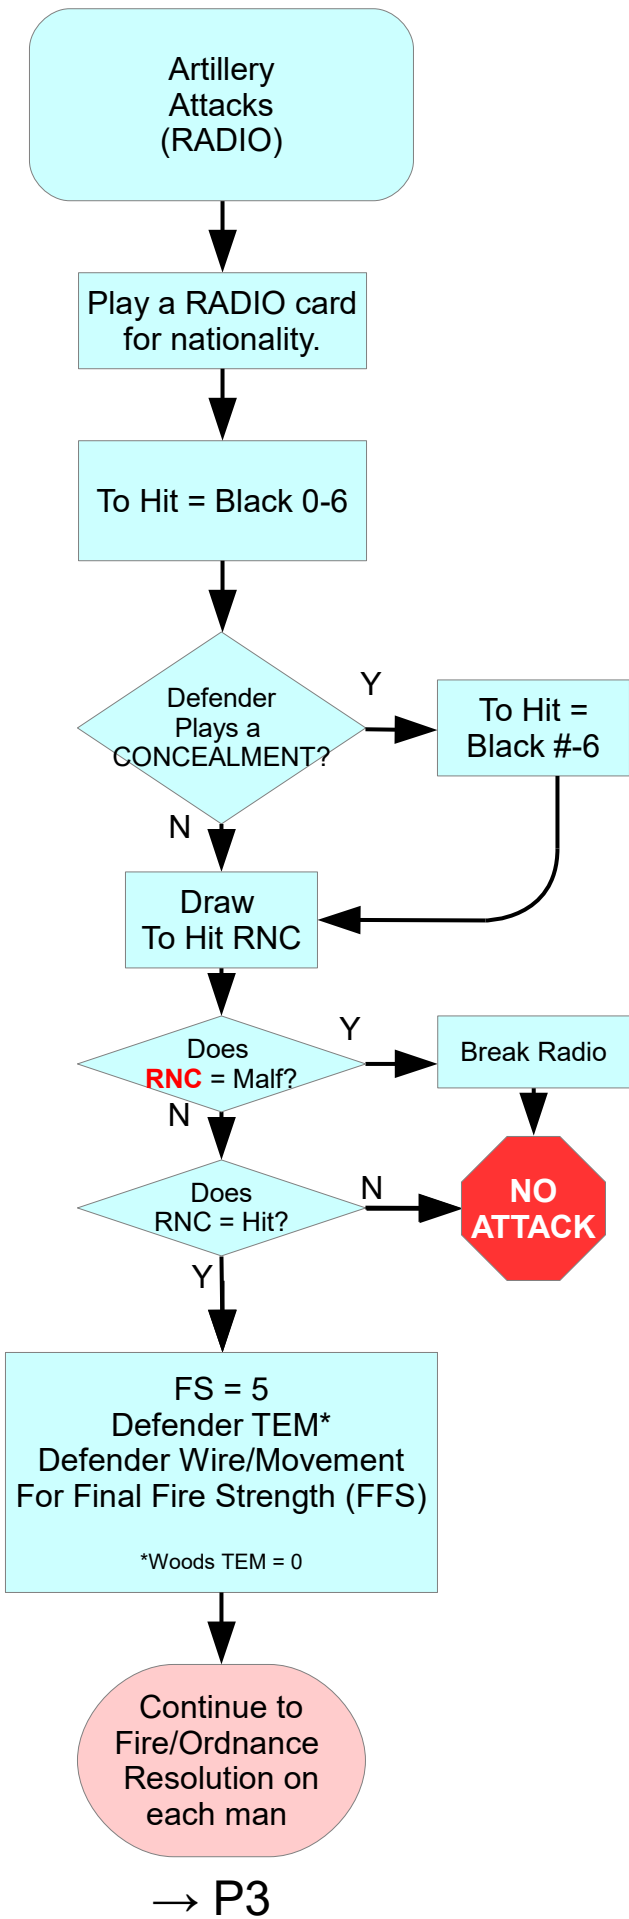 Artillery
Attacks
(RADIO)
Play a RADIO card
for nationality.
To Hit = Black 0-6
Defender
Plays a
CONCEALMENT?
Y
To Hit =
Black #-6
N
Draw
To Hit RNC
Does
RNC = Malf?
Y
Break Radio
N
Does
RNC = Hit?
N
NO
ATTACK
Y
FS = 5
Defender TEM*
Defender Wire/Movement
For Final Fire Strength (FFS)
*Woods TEM = 0
Continue to
Fire/Ordnance
Resolution on
each man
→ P3